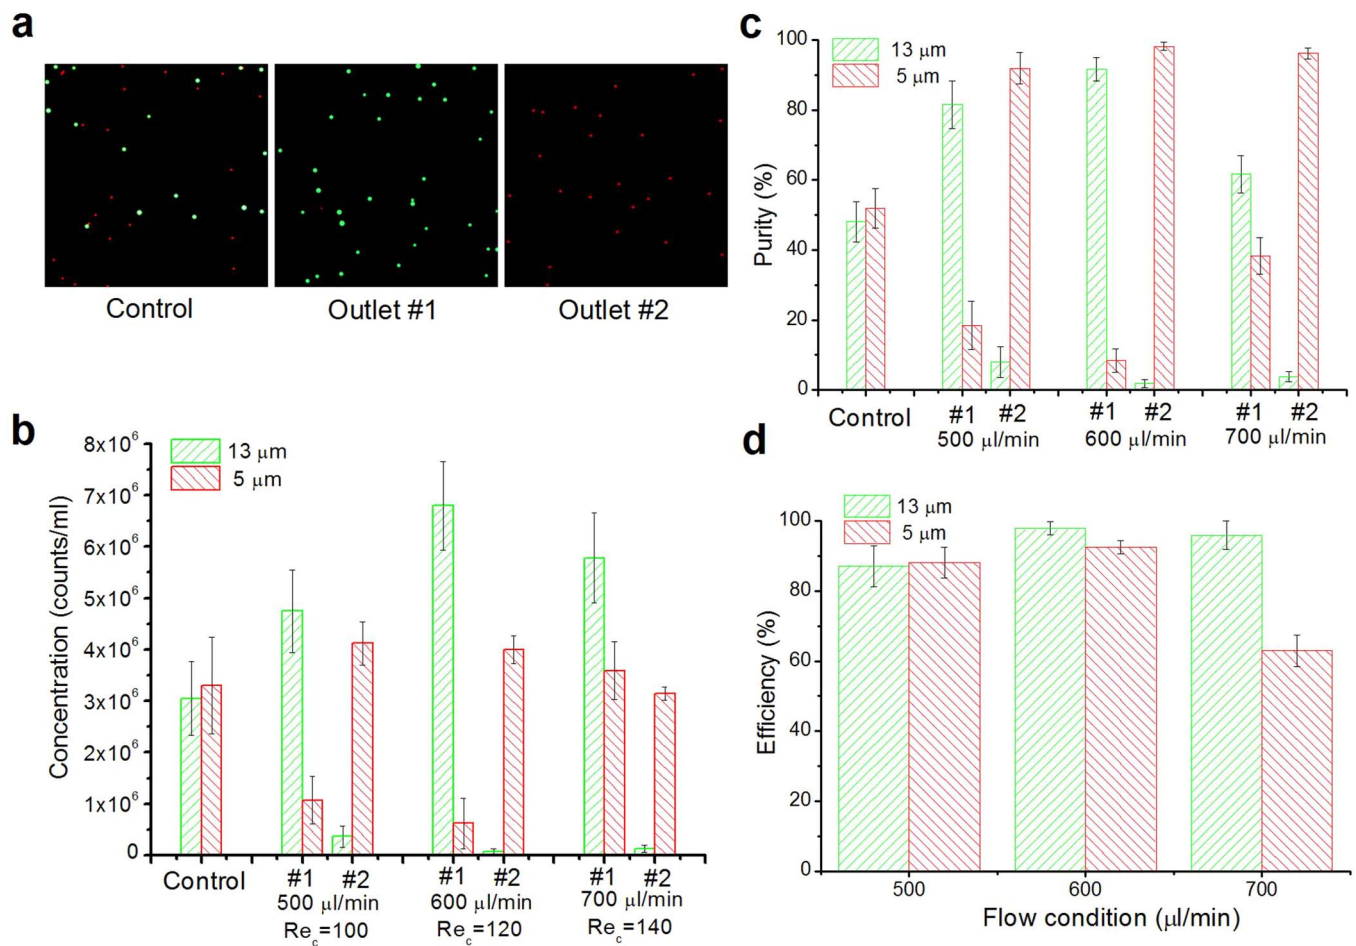 a
Control
Outlet #1
Outlet #2
b
8x10⁶
7x10⁶
6x10⁶
5x10⁶
4x10⁶
3x10⁶
2x10⁶
1x10⁶
0
Concentration (counts/ml)
13 μm
5 μm
Control
#1 #2 #1 #2 #1 #2
500 μl/min 600 μl/min 700 μl/min
Re_c=100 Re_c=120 Re_c=140
c
100
80
60
40
20
0
Purity (%)
13 μm
5 μm
Control
#1 #2 #1 #2 #1 #2
500 μl/min 600 μl/min 700 μl/min
d
100
80
60
40
20
0
Efficiency (%)
13 μm
5 μm
500 600 700
Flow condition (μl/min)